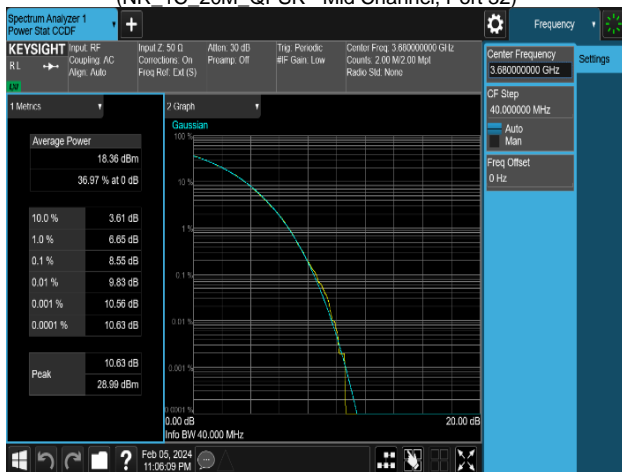 (NR_1C_20M_QPSK - Mid Channel, Port 32)
Spectrum Analyzer 1
Power Stat CCDF
+
Frequency
KEYSIGHT Input: RF
RL
Coupling: AC
Align: Auto
LXI
Input Z: 50 Ω
Corrections: On
Freq Ref: Ext (S)
Atten: 30 dB
Preamp: Off
Trig: Periodic
#IF Gain: Low
Center Freq: 3.680000000 GHz
Counts: 2.00 M/2.00 Mpt
Radio Std: None
Center Frequency
3.680000000 GHz
Settings
CF Step
40.000000 MHz
Auto
Man
Freq Offset
0 Hz
1 Metrics
Average Power
18.36 dBm
36.97 % at 0 dB
10.0 % 3.61 dB
1.0 % 6.65 dB
0.1 % 8.55 dB
0.01 % 9.83 dB
0.001 % 10.56 dB
0.0001 % 10.63 dB
Peak
10.63 dB
28.99 dBm
2 Graph
Gaussian
100 %
10 %
1 %
0.1 %
0.01 %
0.001 %
0.0001 %
0.00 dB
20.00 dB
Info BW 40.000 MHz
?
Feb 05, 2024
11:06:09 PM